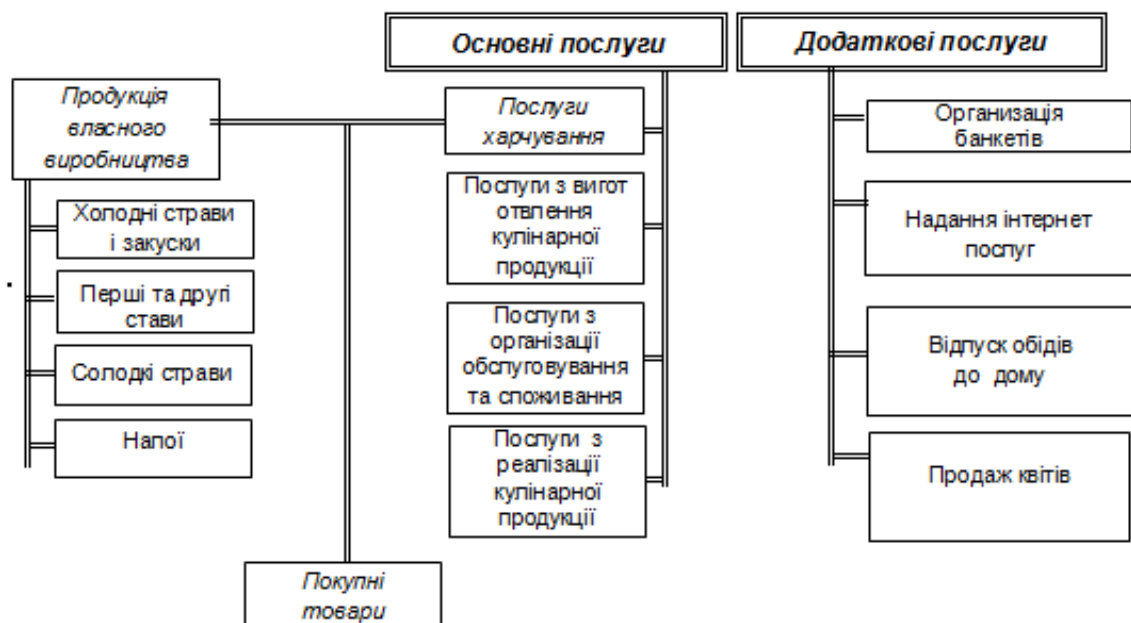 Основні послуги
Додаткові послуги
Продукція
власного
виробництва
Холодні страви
і закуски
Перші та другі
стави
Солодкі страви
Напої
Послуги
харчування
Послуги з вигот
отвлення
кулінарної
продукції
Послуги з
організації
обслуговування
та споживання
Послуги з
реалізації
кулінарної
продукції
Покупні
товари
Организація
банкетів
Надання інтернет
послуг
Відпуск обідів
до дому
Продаж квітів